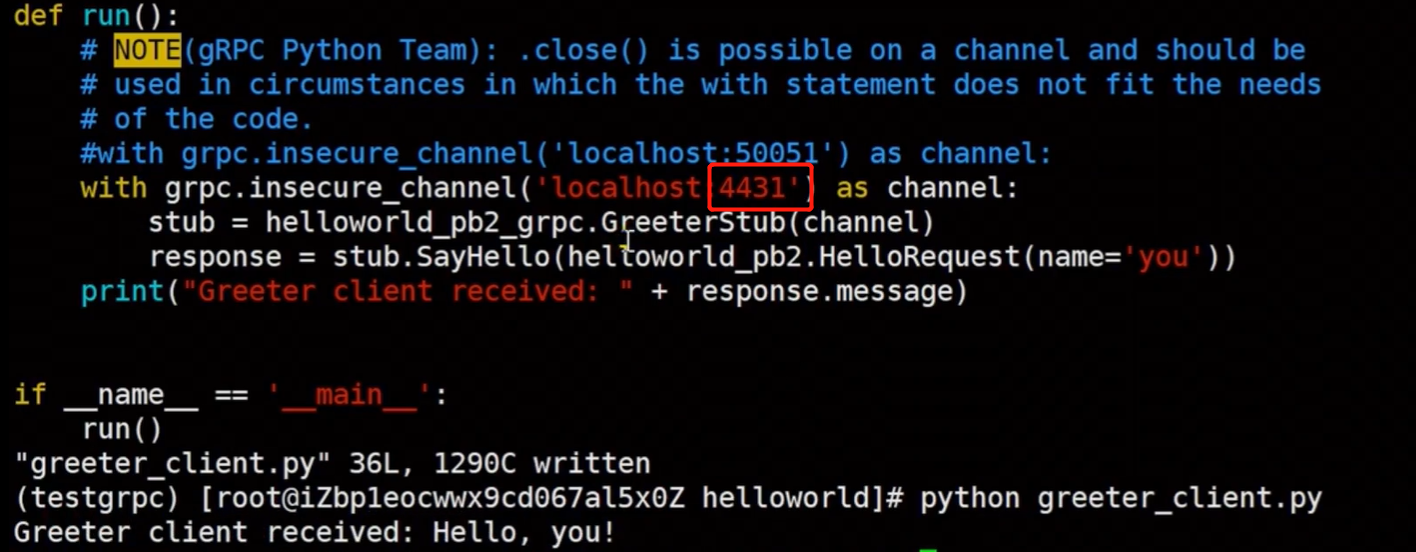 def run():
    # NOTE(gRPC Python Team): .close() is possible on a channel and should be
    # used in circumstances in which the with statement does not fit the needs
    # of the code.
    #with grpc.insecure_channel('localhost:50051') as channel:
    with grpc.insecure_channel('localhost:4431') as channel:
        stub = helloworld_pb2_grpc.GreeterStub(channel)
        response = stub.SayHello(helloworld_pb2.HelloRequest(name='you'))
    print("Greeter client received: " + response.message)
if __name__ == '__main__':
    run()
"greeter_client.py" 36L, 1290C written
(testgrpc) [root@iZbp1eocwwx9cd067al5x0Z helloworld]# python greeter_client.py
Greeter client received: Hello, you!